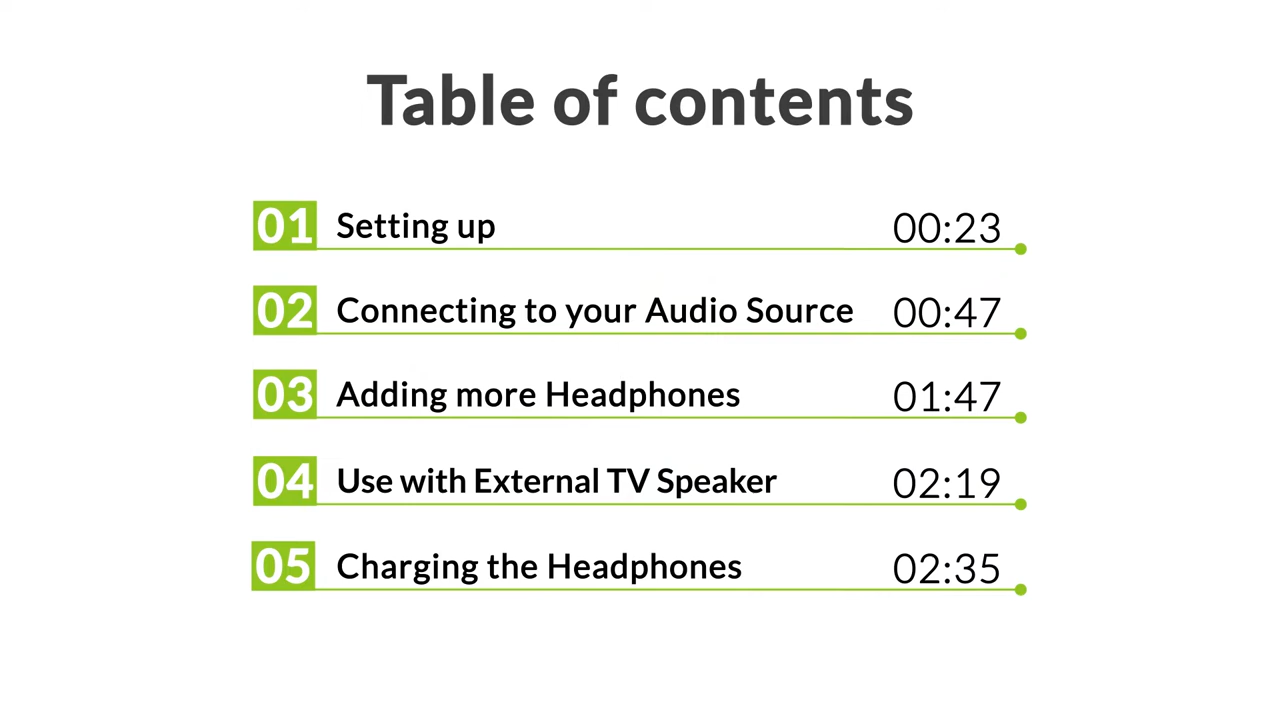 Table of contents
01 Setting up 00:23
02 Connecting to your Audio Source 00:47
03 Adding more Headphones 01:47
04 Use with External TV Speaker 02:19
05 Charging the Headphones 02:35